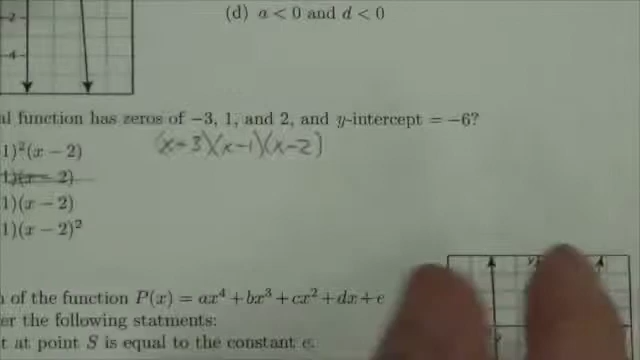 -2
(d) a < 0 and d < 0
-4
al function has zeros of −3, 1, and 2, and y-intercept = −6?
1)²(x − 2)
(x-3)(x-1)(x-2)
1)(x − 2)
1)(x − 2)
1)(x − 2)²
of the function P(x) = ax⁴ + bx³ + cx² + dx + e
er the following statments:
t at point S is equal to the constant e.
y